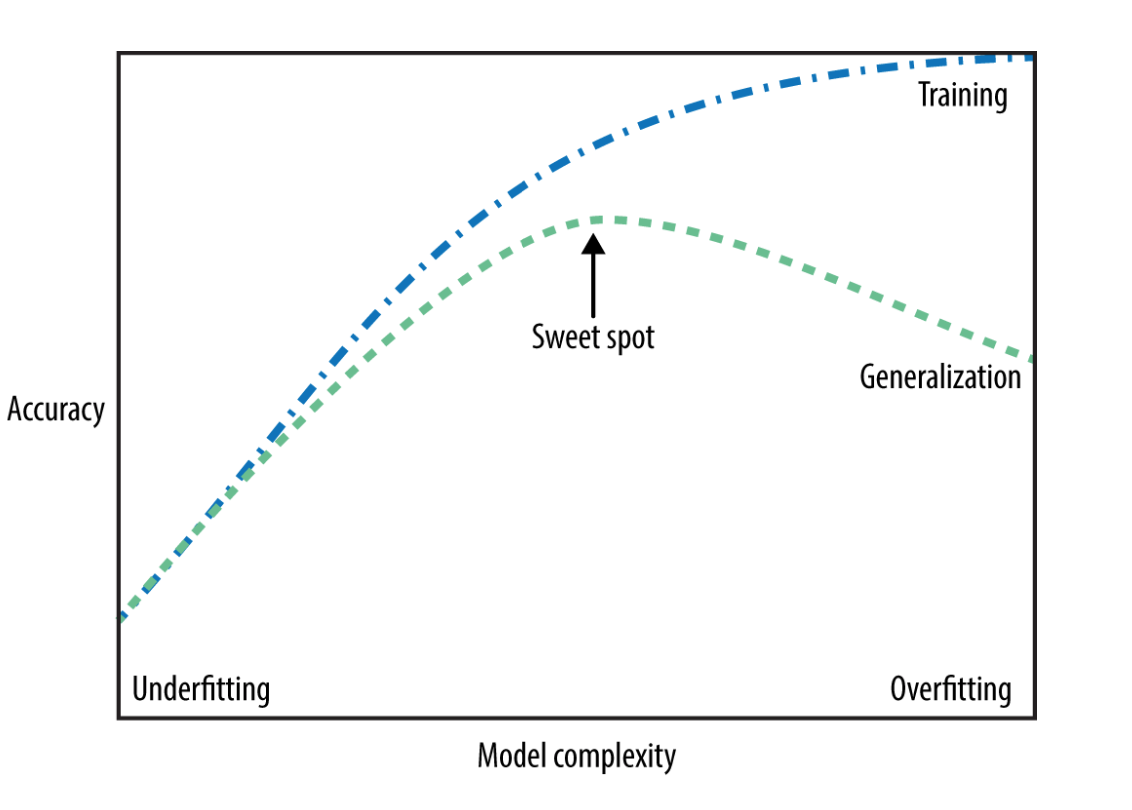 Training
Sweet spot
Generalization
Accuracy
Underfitting
Overfitting
Model complexity